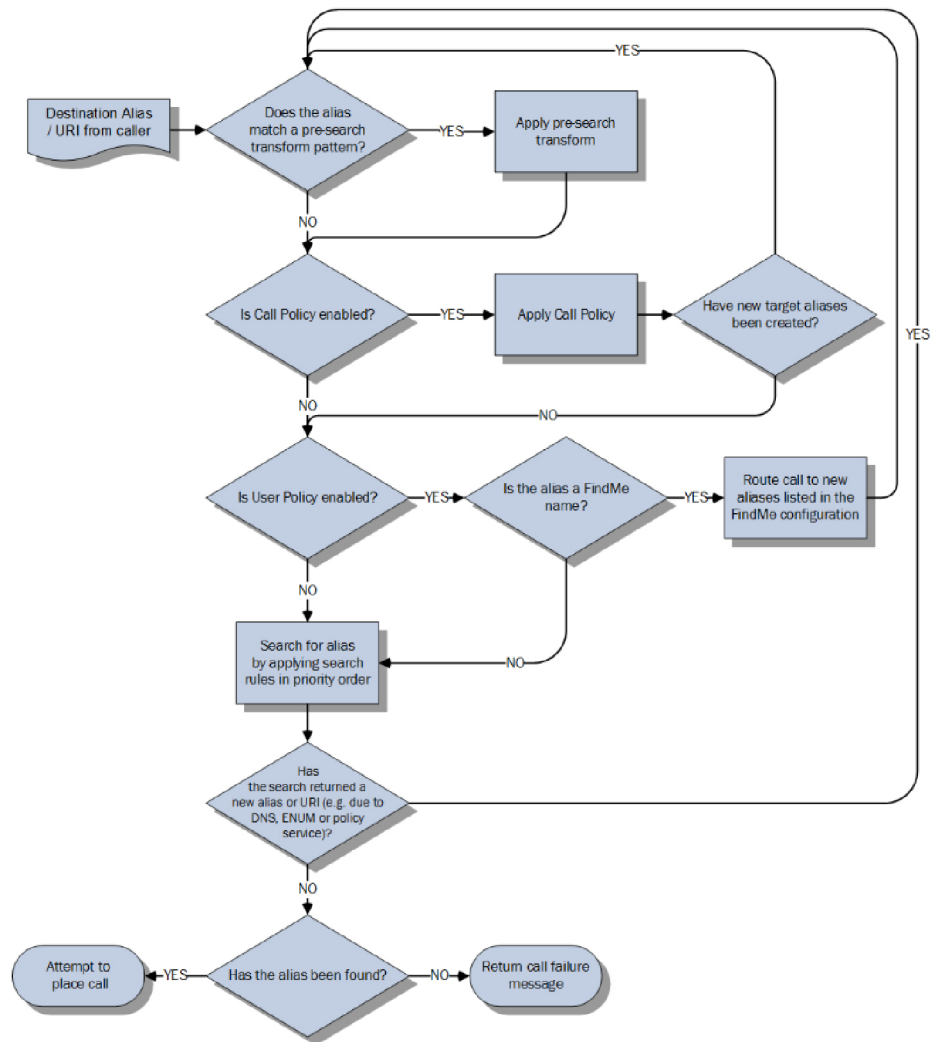 YES
Destination Alias
/ URI from caller
Does the alias
match a pre-search
transform pattern?
YES
Apply pre-search
transform
NO
Is Call Policy enabled?
YES
Apply Call Policy
Have new target aliases
been created?
YES
NO
NO
Is User Policy enabled?
YES
Is the alias a FindMe
name?
YES
Route call to new
aliases listed in the
FindMe configuration
NO
Search for alias
by applying search
rules in priority order
NO
Has
the search returned a
new alias or URI (e.g. due to
DNS, ENUM or policy
service)?
NO
Attempt to
place call
YES
Has the alias been found?
NO
Return call failure
message